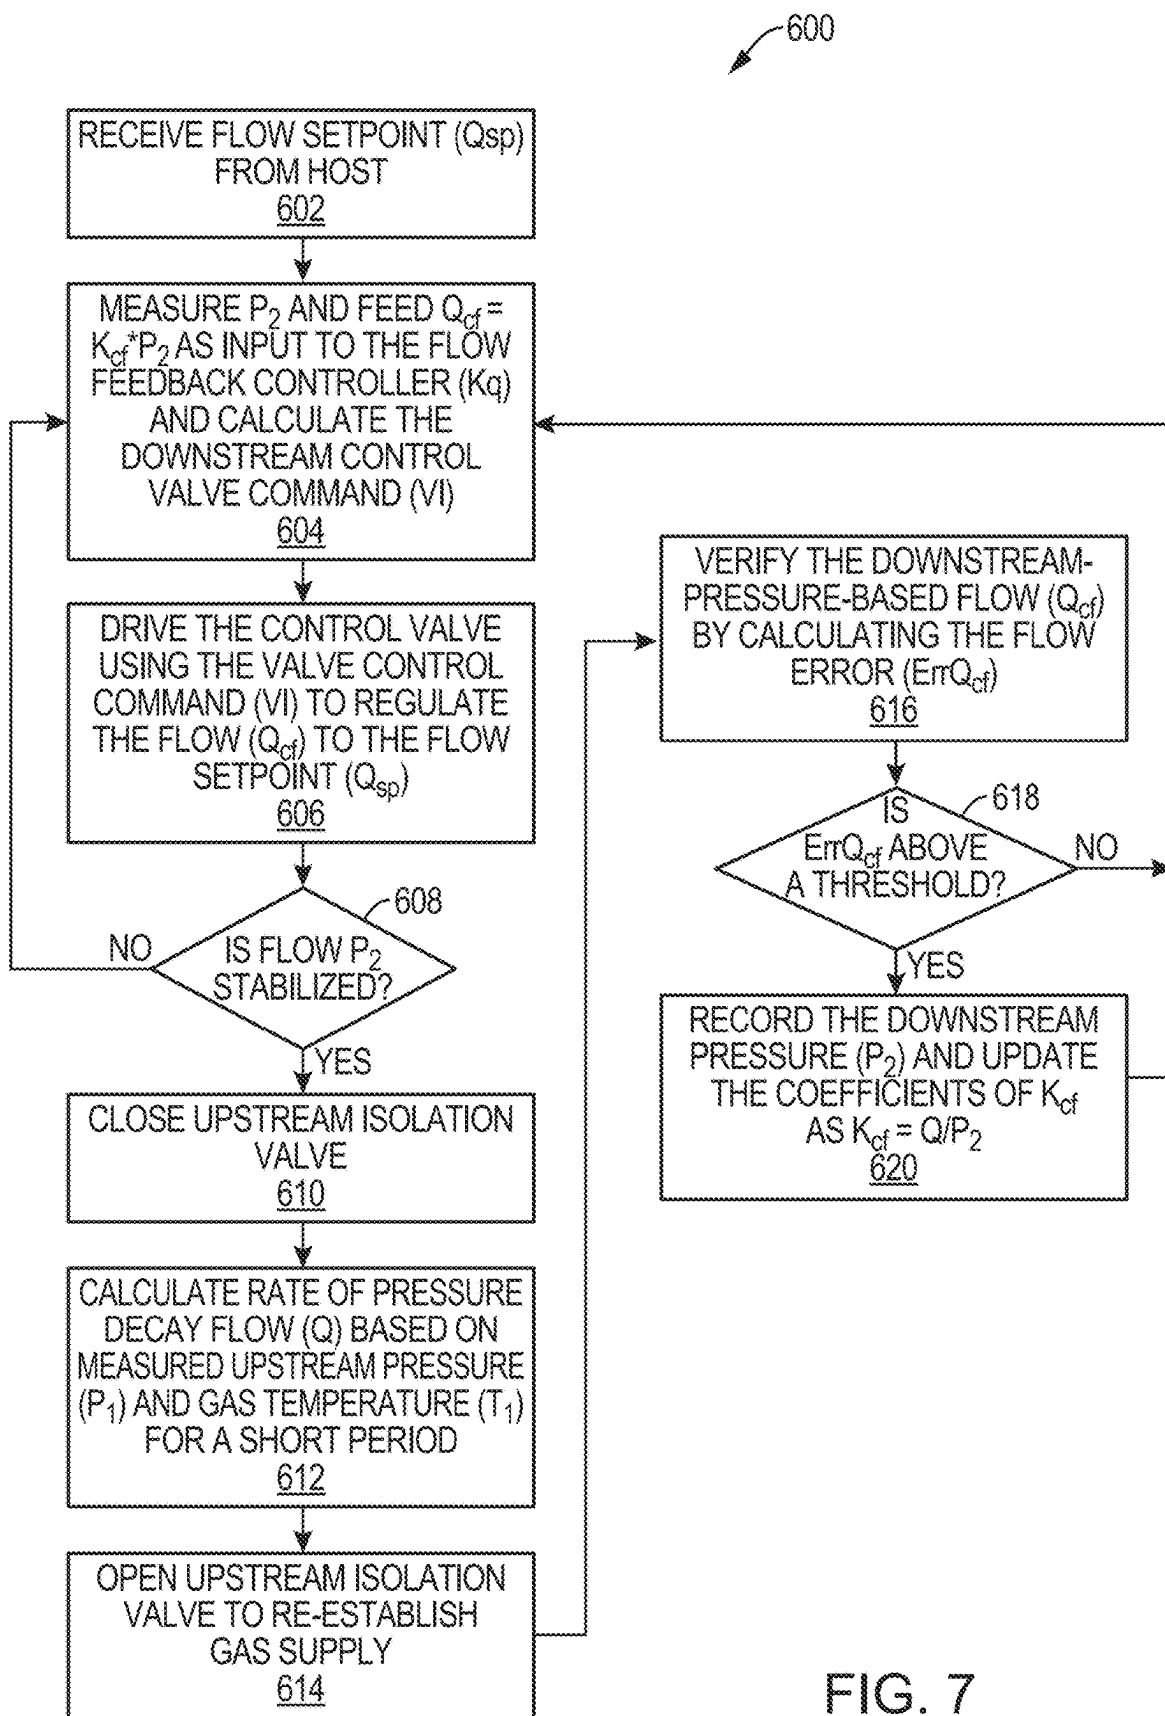 600
RECEIVE FLOW SETPOINT (Qsp)
FROM HOST
602
MEASURE P2 AND FEED Qcf =
Kcf*P2 AS INPUT TO THE FLOW
FEEDBACK CONTROLLER (Kq)
AND CALCULATE THE
DOWNSTREAM CONTROL
VALVE COMMAND (VI)
604
DRIVE THE CONTROL VALVE
USING THE VALVE CONTROL
COMMAND (VI) TO REGULATE
THE FLOW (Qcf) TO THE FLOW
SETPOINT (Qsp)
606
608
NO
IS FLOW P2
STABILIZED?
YES
CLOSE UPSTREAM ISOLATION
VALVE
610
CALCULATE RATE OF PRESSURE
DECAY FLOW (Q) BASED ON
MEASURED UPSTREAM PRESSURE
(P1) AND GAS TEMPERATURE (T1)
FOR A SHORT PERIOD
612
OPEN UPSTREAM ISOLATION
VALVE TO RE-ESTABLISH
GAS SUPPLY
614
VERIFY THE DOWNSTREAM-
PRESSURE-BASED FLOW (Qcf)
BY CALCULATING THE FLOW
ERROR (ErrQcf)
616
618
IS
ErrQcf ABOVE
A THRESHOLD?
NO
YES
RECORD THE DOWNSTREAM
PRESSURE (P2) AND UPDATE
THE COEFFICIENTS OF Kcf
AS Kcf = Q/P2
620
FIG. 7